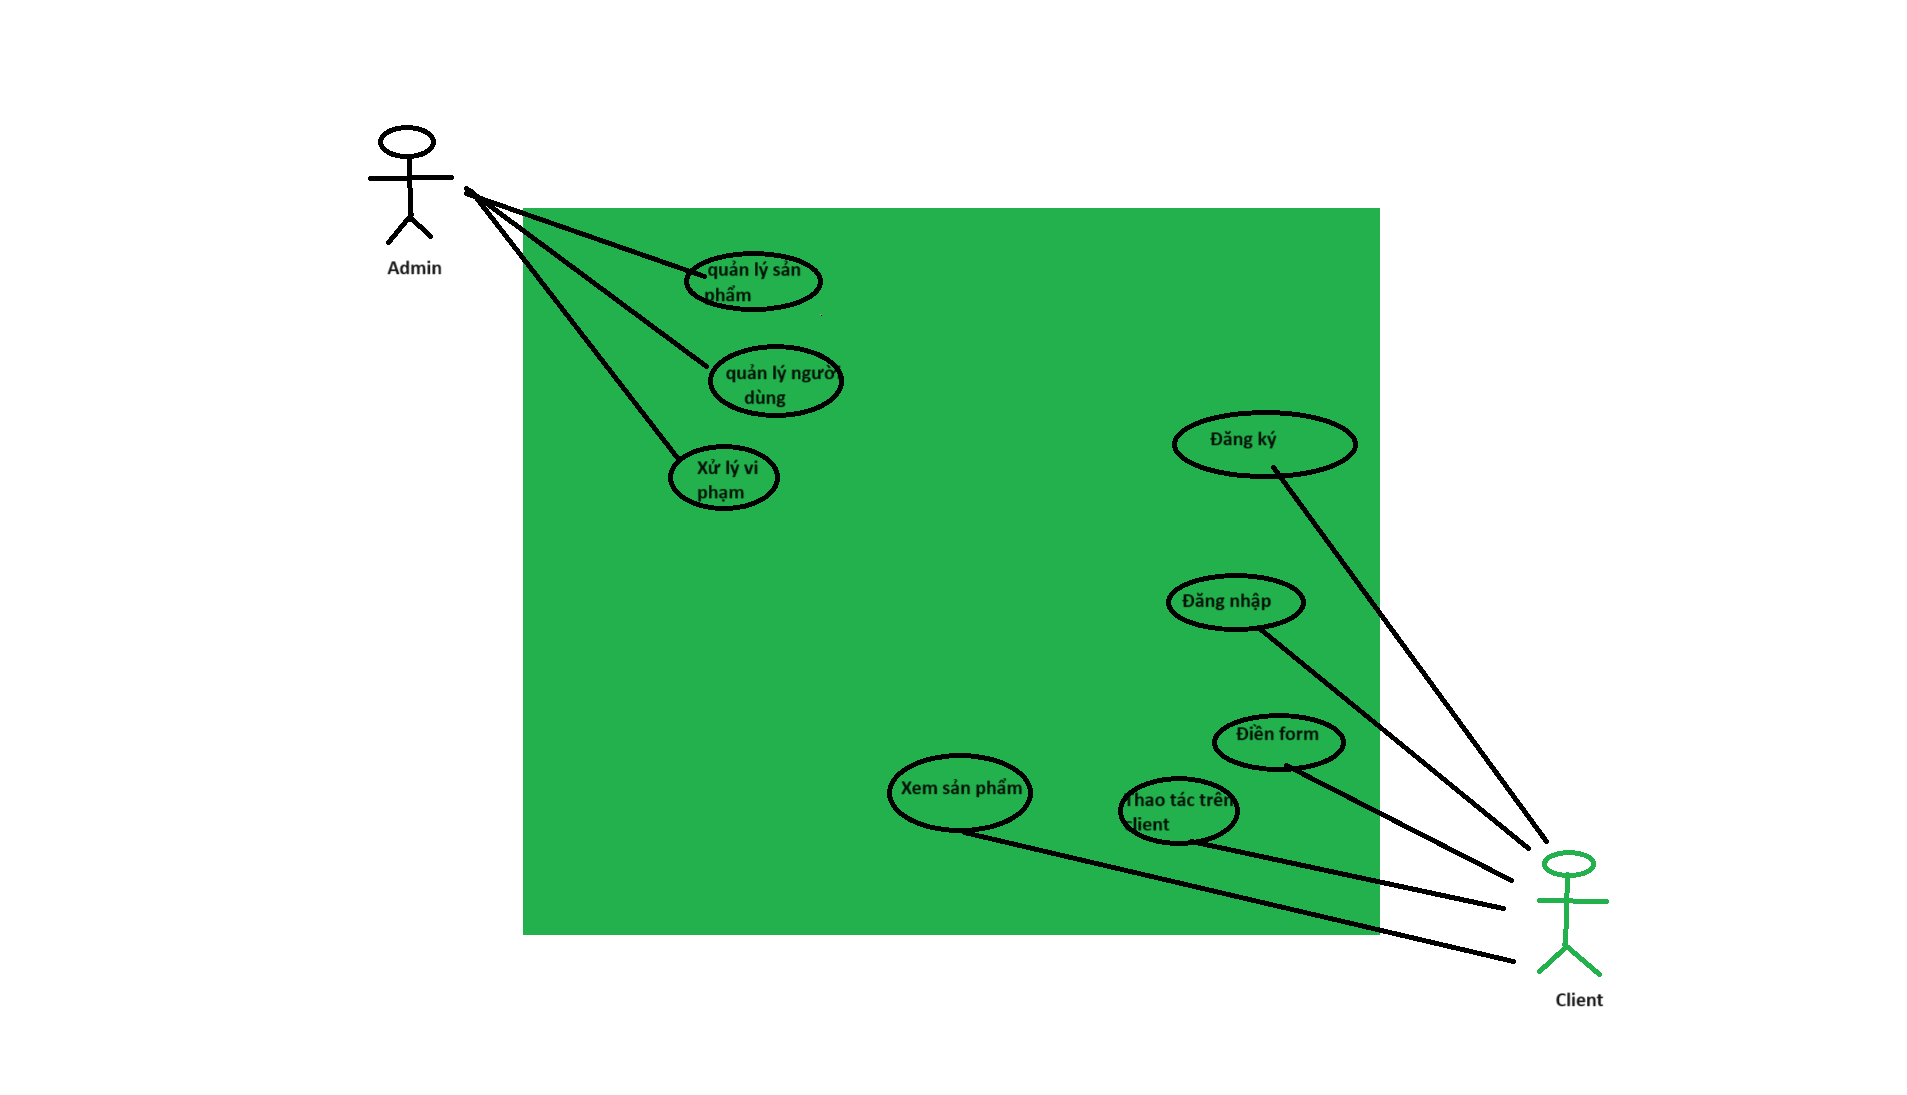 Admin
quản lý sản
phẩm
quản lý người
dùng
Xử lý vi
phạm
Đăng ký
Đăng nhập
Điền form
Xem sản phẩm
Thao tác trên
client
Client